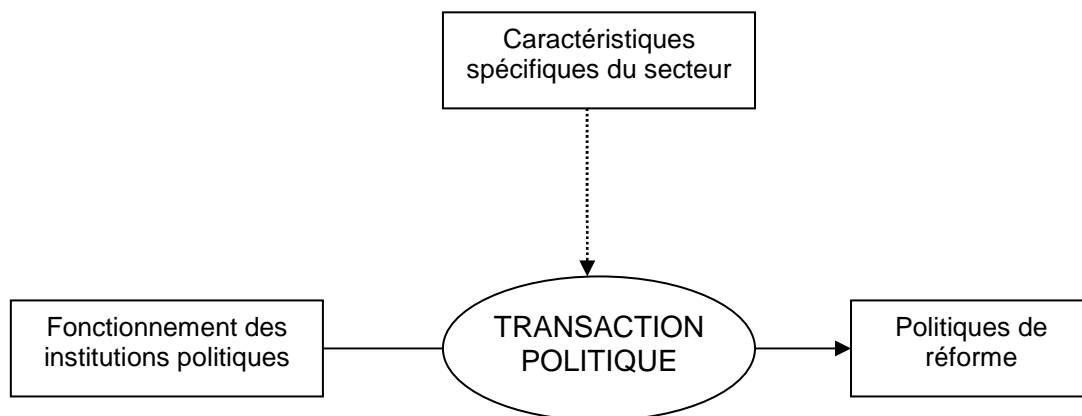 Caractéristiques
spécifiques du secteur
Fonctionnement des
institutions politiques
TRANSACTION
POLITIQUE
Politiques de
réforme